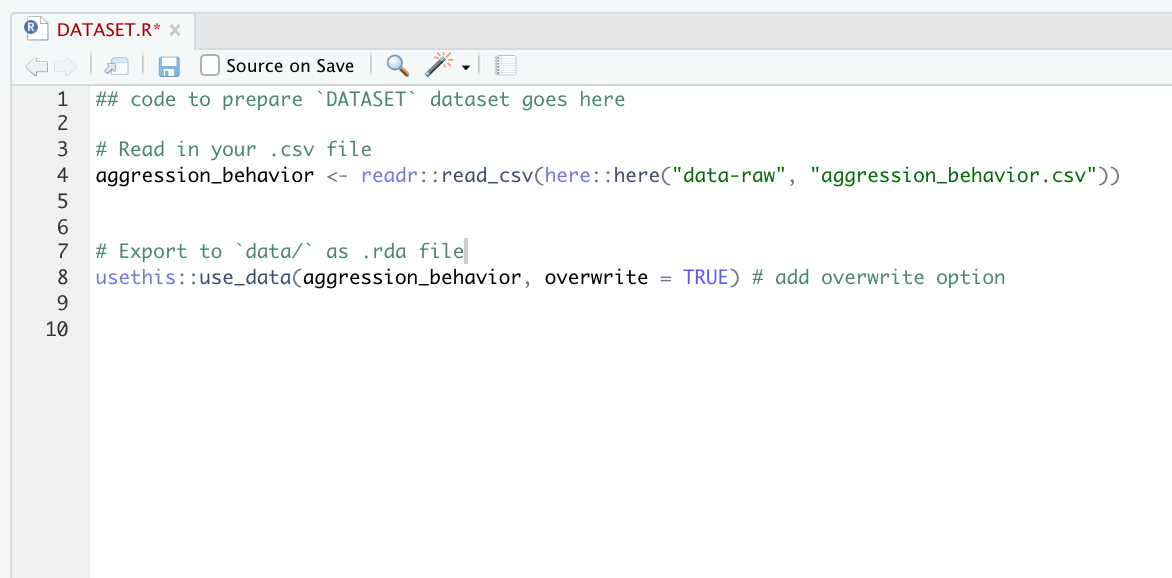 R DATASET.R*
Source on Save
1 ## code to prepare `DATASET` dataset goes here
2
3 # Read in your .csv file
4 aggression_behavior <- readr::read_csv(here::here("data-raw", "aggression_behavior.csv"))
5
6
7 # Export to `data/` as .rda file
8 usethis::use_data(aggression_behavior, overwrite = TRUE) # add overwrite option
9
10